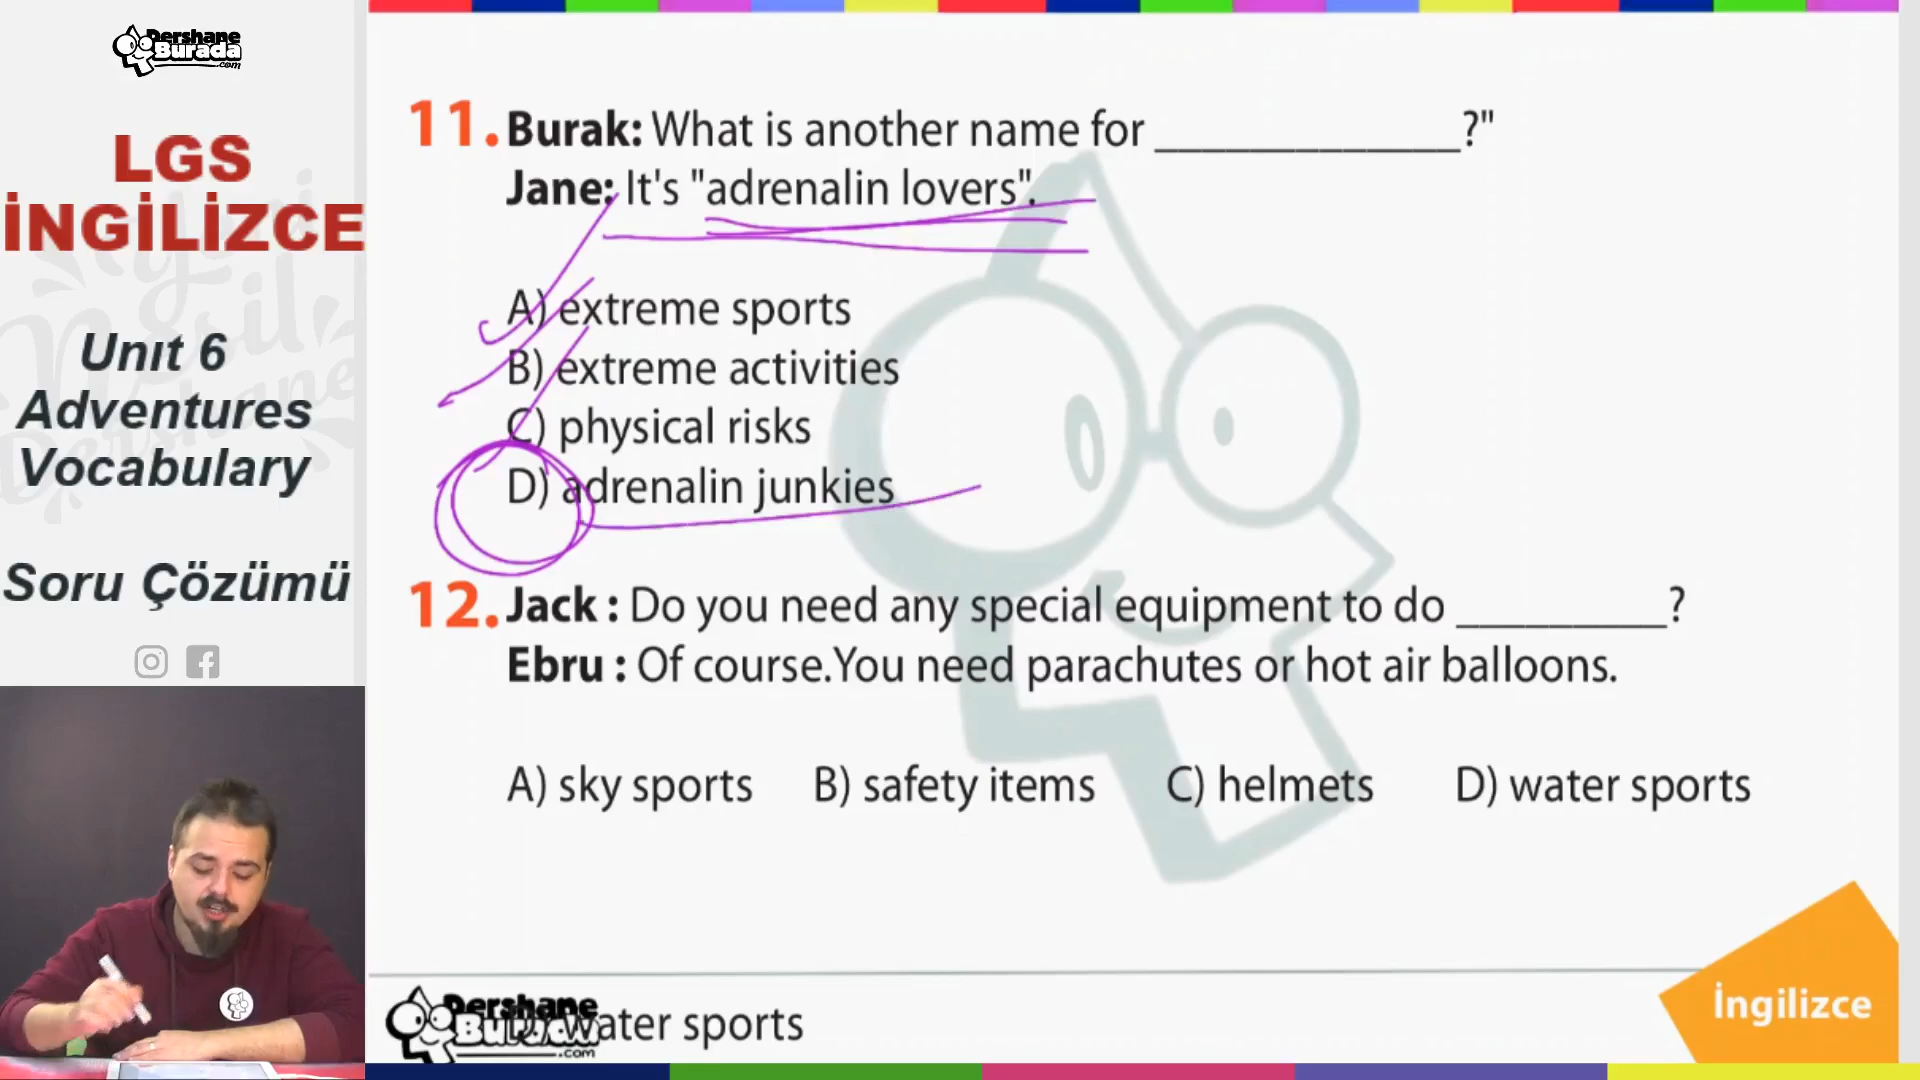 Dershane
Burada
.com
LGS
İNGİLİZCE
Unıt 6
Adventures
Vocabulary
Soru Çözümü
11. Burak: What is another name for _____________?"
Jane: It's "adrenalin lovers".
A) extreme sports
B) extreme activities
C) physical risks
D) adrenalin junkies
12. Jack : Do you need any special equipment to do _________?
Ebru : Of course.You need parachutes or hot air balloons.
A) sky sports B) safety items C) helmets D) water sports
Dershane
Burada
.com
water sports
İngilizce